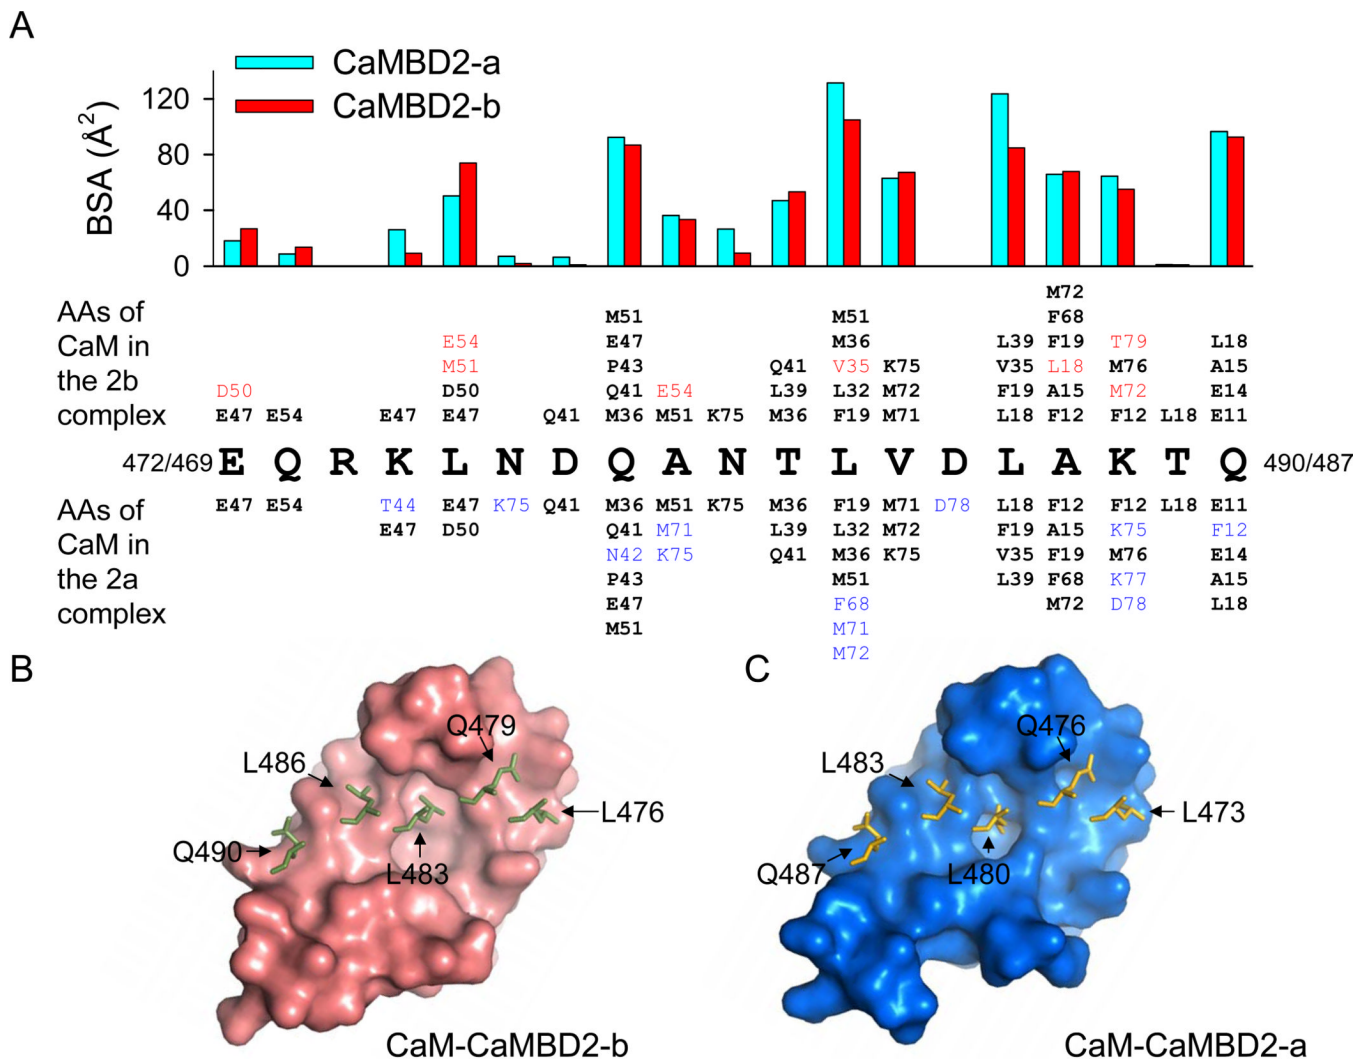 A
CaMBD2-a
CaMBD2-b
BSA (Å2)
120
80
40
0
AAs of
CaM in
the 2b
complex
M72
M51 M51 F68
E54 E47 M36 L39 F19 T79 L18
M51 P43 Q41 V35 K75 V35 L18 M76 A15
D50 D50 Q41 E54 L39 L32 M72 F19 A15 M72 E14
E47 E54 E47 E47 Q41 M36 M51 K75 M36 F19 M71 L18 F12 F12 L18 E11
472/469 E Q R K L N D Q A N T L V D L A K T Q 490/487
AAs of
CaM in
the 2a
complex
E47 E54 T44 E47 K75 Q41 M36 M51 K75 M36 F19 M71 D78 L18 F12 F12 L18 E11
E47 D50 Q41 M71 L39 L32 M72 F19 A15 K75 F12
N42 K75 Q41 M36 K75 V35 F19 M76 E14
P43 M51 L39 F68 K77 A15
E47 F68 M72 D78 L18
M51 M71
M72
B
Q479
L486
L476
Q490
L483
CaM-CaMBD2-b
C
Q476
L483
L473
Q487
L480
CaM-CaMBD2-a